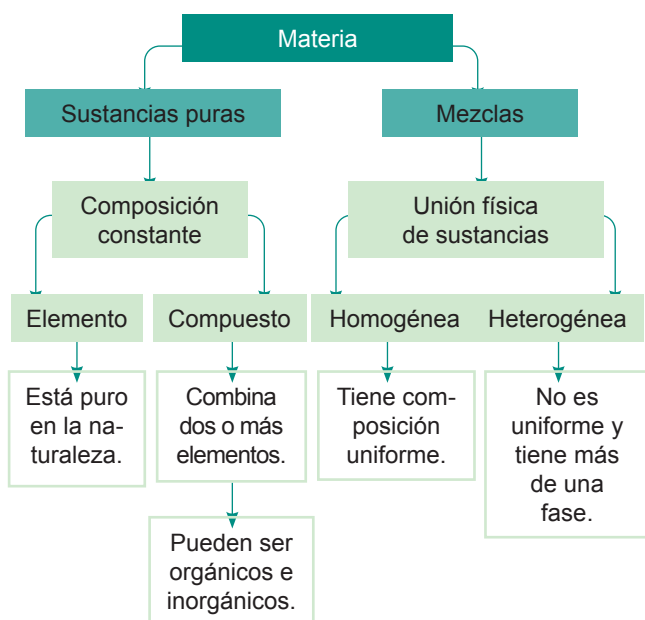 Materia
Sustancias puras
Mezclas
Composición
constante
Unión física
de sustancias
Elemento
Compuesto
Homogénea
Heterogénea
Está puro
en la na-
turaleza.
Combina
dos o más
elementos.
Tiene com-
posición
uniforme.
No es
uniforme y
tiene más
de una
fase.
Pueden ser
orgánicos e
inorgánicos.